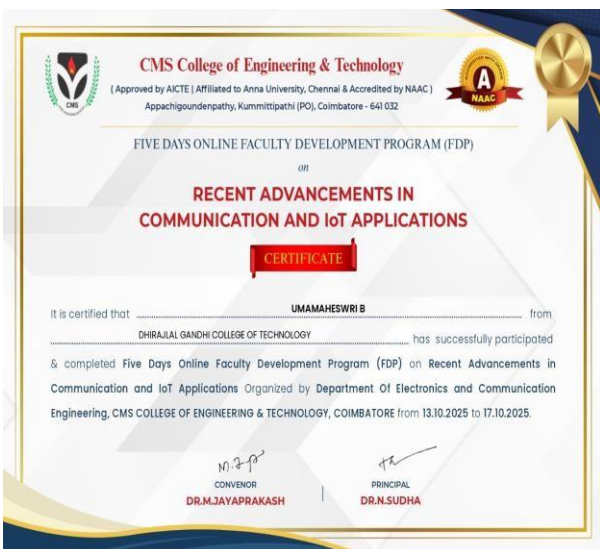 CMS College of Engineering & Technology
( Approved by AICTE | Affiliated to Anna University, Chennai & Accredited by NAAC )
Appachigoundenpathy, Kummittipathi (PO), Coimbatore - 641 032
CMS
A
NAAC
FIVE DAYS ONLINE FACULTY DEVELOPMENT PROGRAM (FDP)
on
RECENT ADVANCEMENTS IN
COMMUNICATION AND IoT APPLICATIONS
CERTIFICATE
It is certified that UMAMAHESWRI B from
DHIRAJLAL GANDHI COLLEGE OF TECHNOLOGY has successfully participated
& completed Five Days Online Faculty Development Program (FDP) on Recent Advancements in
Communication and IoT Applications Organized by Department Of Electronics and Communication
Engineering, CMS COLLEGE OF ENGINEERING & TECHNOLOGY, COIMBATORE from 13.10.2025 to 17.10.2025.
CONVENOR
DR.M.JAYAPRAKASH
PRINCIPAL
DR.N.SUDHA